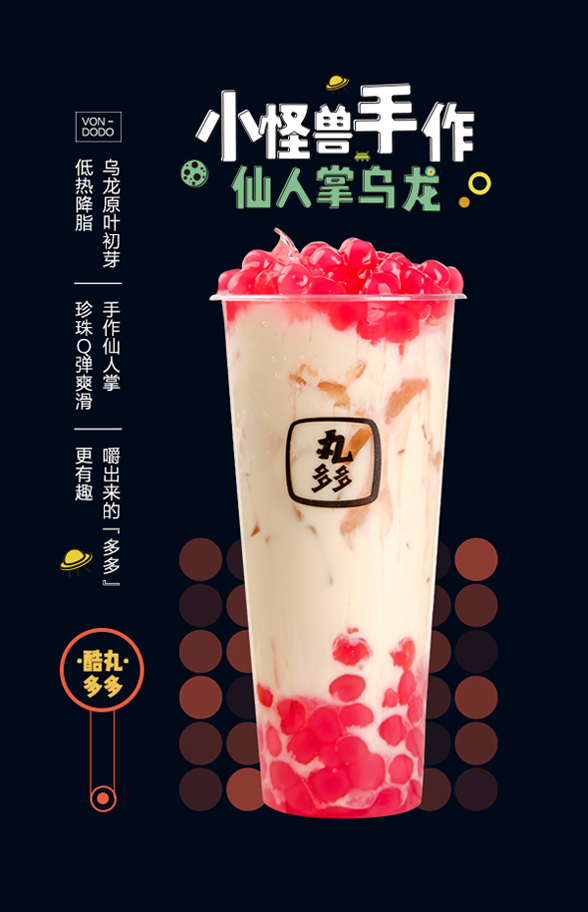 小怪兽手作
仙人掌乌龙
VON-
DODO
乌龙原叶初芽
低热降脂
手作仙人掌
珍珠Q弹爽滑
嚼出来的『多多』
更有趣
丸
多多
·酷丸·
多多